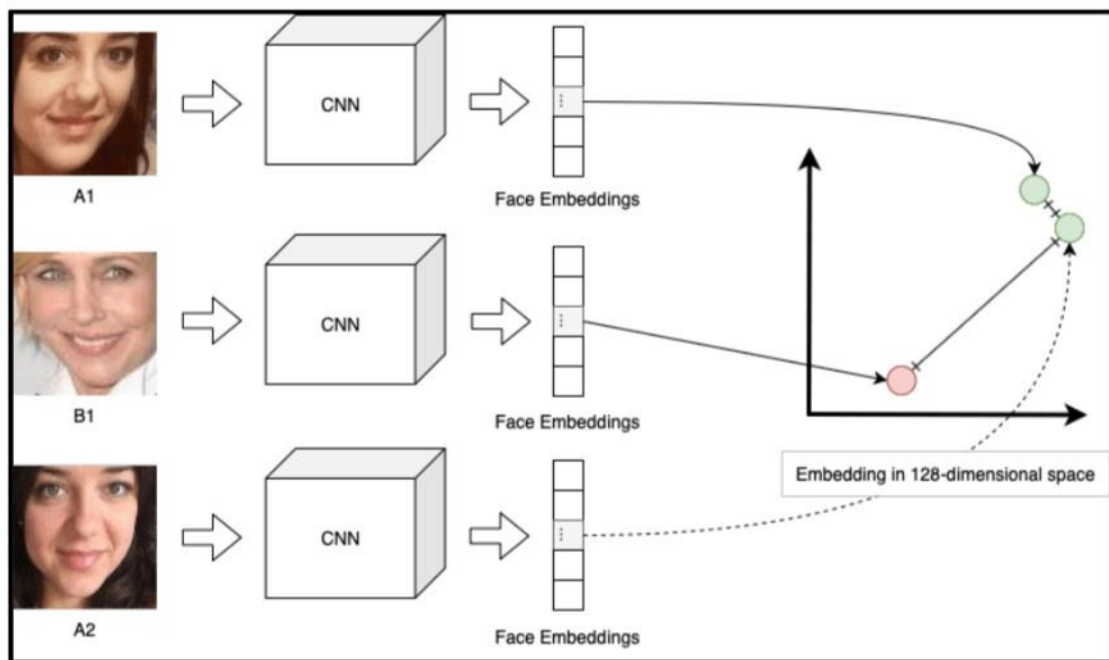 CNN
A1
Face Embeddings
CNN
B1
Face Embeddings
Embedding in 128-dimensional space
CNN
A2
Face Embeddings